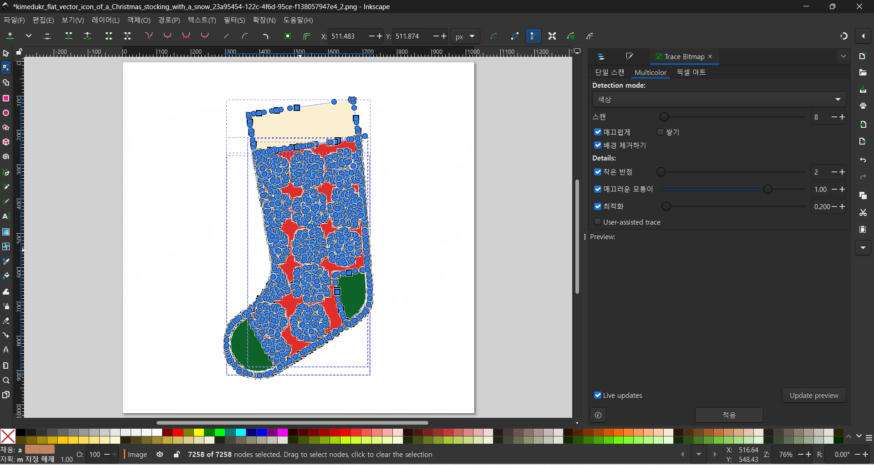 *kimedukr_flat_vector_icon_of_a_Christmas_stocking_with_a_snow_23a95454-122c-4f6d-95ce-f138057947e4_2.png - Inkscape
파일(F) 편집(E) 보기(V) 레이어(L) 객체(O) 경로(P) 텍스트(T) 필터(S) 확장(N) 도움말(H)
X: 511.483 Y: 511.874 px
Trace Bitmap
단일 스캔 Multicolor 픽셀 아트
Detection mode:
색상
스캔 8
매끄럽게 쌓기
배경 제거하기
Details:
작은 반점 2
매끄러운 모퉁이 1.00
최적화 0.200
User-assisted trace
Preview:
Live updates Update preview
적용
채움: O: 100 Image 7258 of 7258 nodes selected. Drag to select nodes, click to clear the selection X: 516.64 Z: 76% R: 0.00°
1.00 Y: 548.43